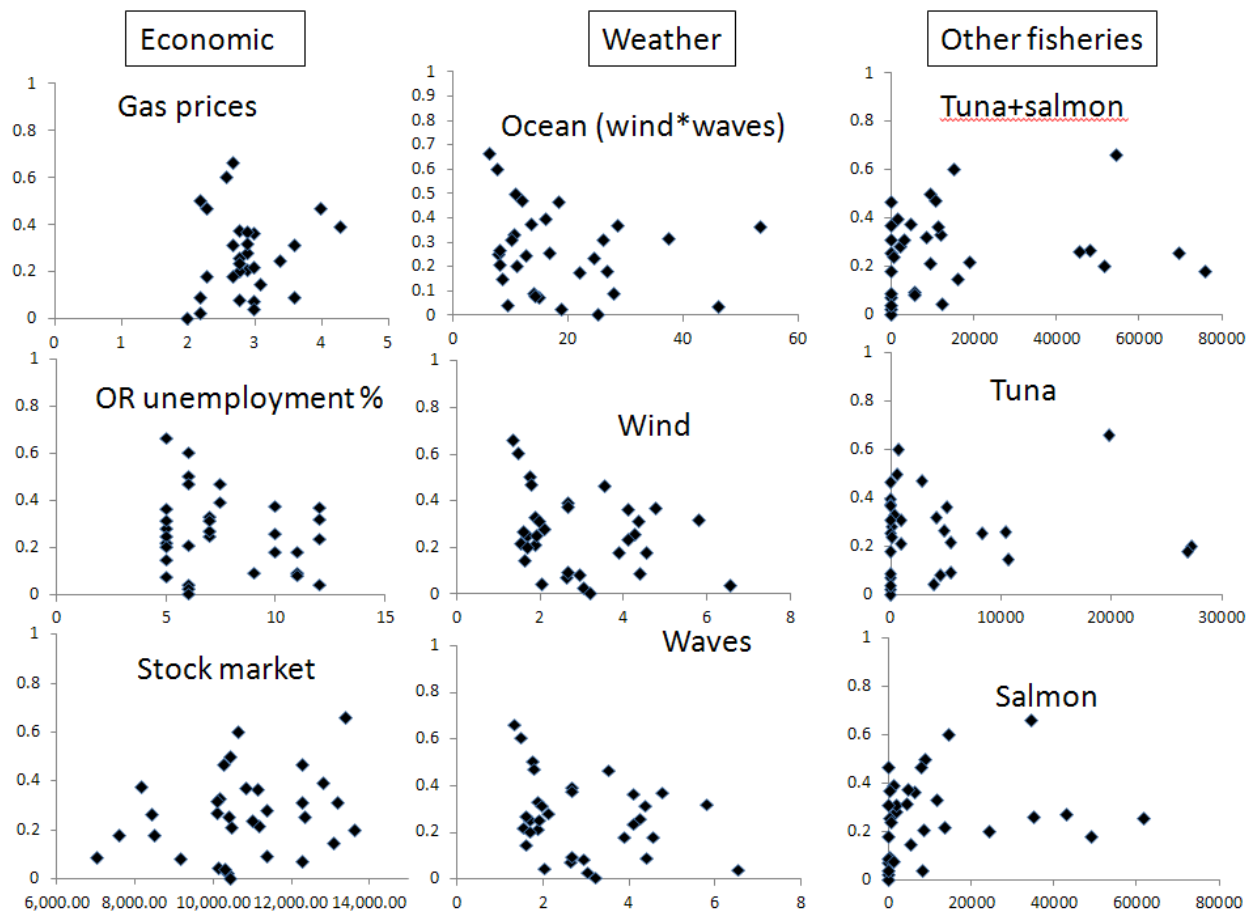 Economic
Weather
Other fisheries
Gas prices
1
0.8
0.6
0.4
0.2
0
0 1 2 3 4 5
Ocean (wind*waves)
1
0.9
0.8
0.7
0.6
0.5
0.4
0.3
0.2
0.1
0
0 20 40 60
Tuna+salmon
1
0.8
0.6
0.4
0.2
0
0 20000 40000 60000 80000
OR unemployment %
1
0.8
0.6
0.4
0.2
0
0 5 10 15
Wind
1
0.8
0.6
0.4
0.2
0
0 2 4 6 8
Tuna
1
0.8
0.6
0.4
0.2
0
0 10000 20000 30000
Stock market
1
0.8
0.6
0.4
0.2
0
6,000.00 8,000.00 10,000.00 12,000.00 14,000.00
Waves
1
0.8
0.6
0.4
0.2
0
0 2 4 6 8
Salmon
1
0.8
0.6
0.4
0.2
0
0 20000 40000 60000 80000